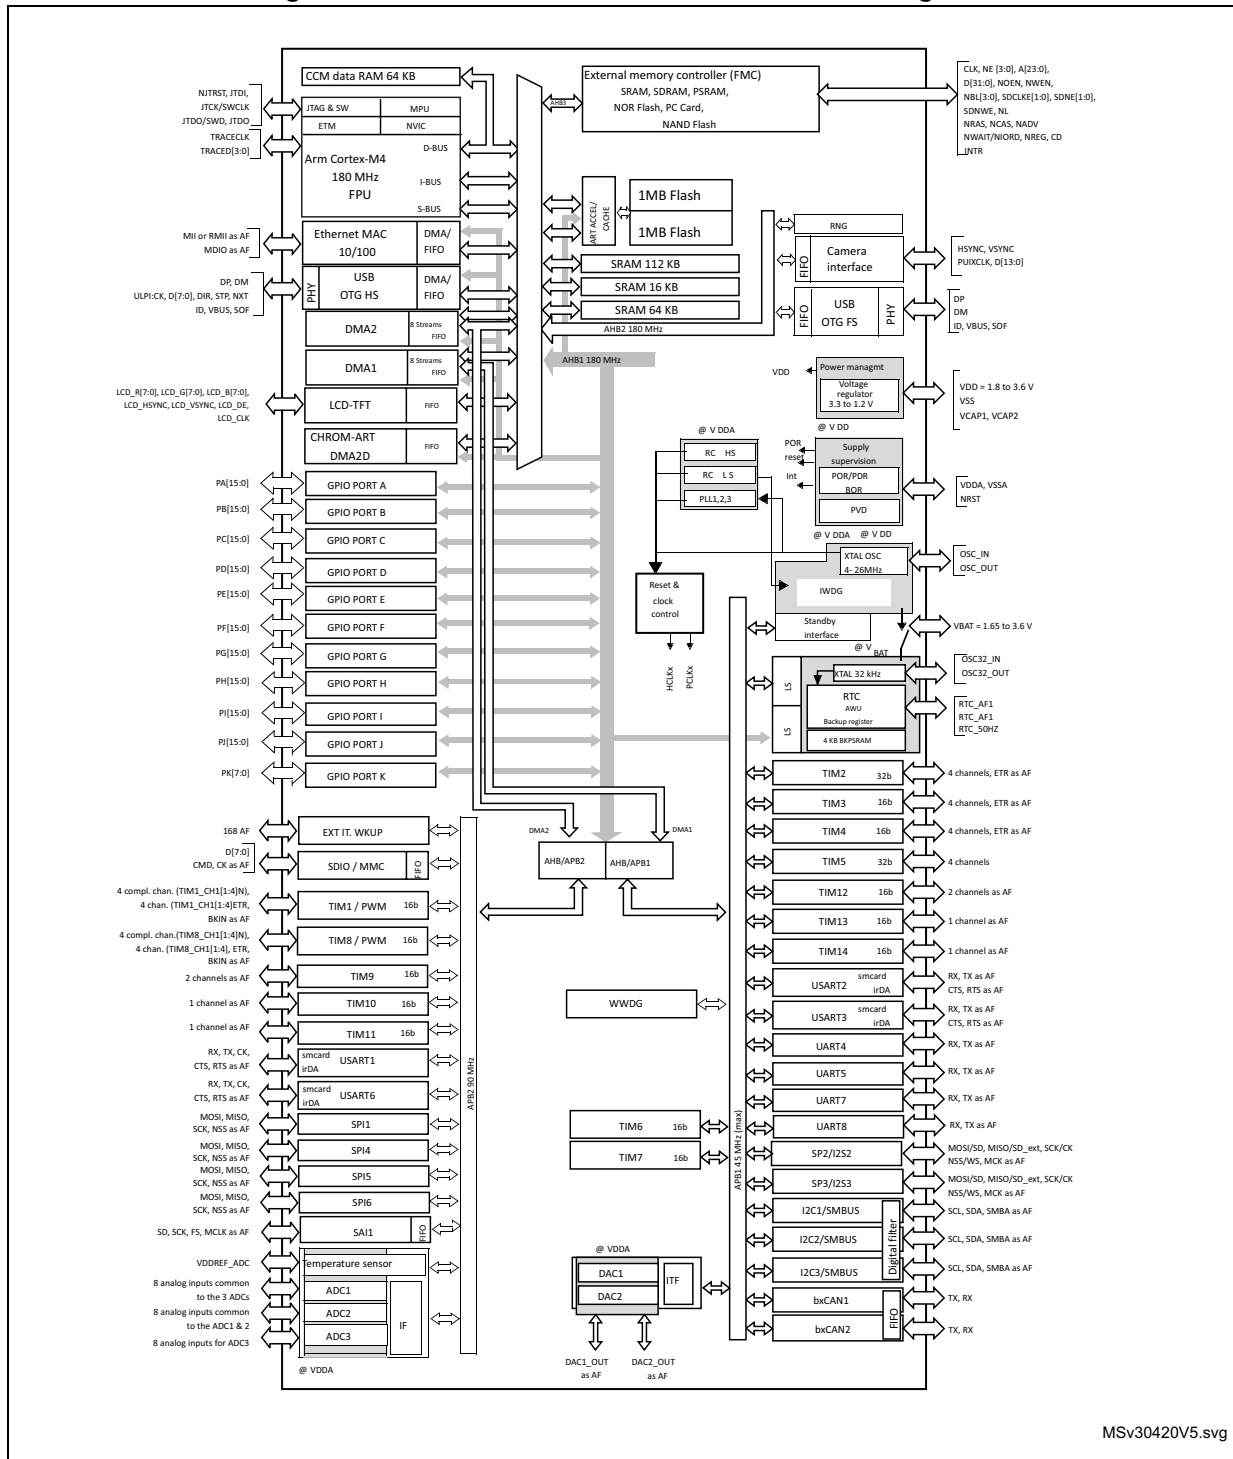 CCM data RAM 64 KB
External memory controller (FMC)
SRAM, SDRAM, PSRAM,
NOR Flash, PC Card,
NAND Flash
AHB3
CLK, NE [3:0], A[23:0],
D[31:0], NOEN, NWEN,
NBL[3:0], SDCLKE[1:0], SDNE[1:0],
SDNWE, NL
NRAS, NCAS, NADV
NWAIT/NIORD, NREG, CD
INTR
NJTRST, JTDI,
JTCK/SWCLK
JTDO/SWD, JTDO
TRACECLK
TRACED[3:0]
JTAG & SW
MPU
ETM
NVIC
Arm Cortex-M4
180 MHz
FPU
D-BUS
I-BUS
S-BUS
ART ACCEL/
CACHE
1MB Flash
1MB Flash
MII or RMII as AF
MDIO as AF
Ethernet MAC
10/100
DMA/
FIFO
DP, DM
ULPI:CK, D[7:0], DIR, STP, NXT
ID, VBUS, SOF
PHY
USB
OTG HS
DMA/
FIFO
SRAM 112 KB
SRAM 16 KB
SRAM 64 KB
AHB2 180 MHz
AHB1 180 MHz
RNG
FIFO
Camera
interface
HSYNC, VSYNC
PUIXCLK, D[13:0]
FIFO
USB
OTG FS
PHY
DP
DM
ID, VBUS, SOF
DMA2
8 Streams
FIFO
DMA1
8 Streams
FIFO
LCD_R[7:0], LCD_G[7:0], LCD_B[7:0],
LCD_HSYNC, LCD_VSYNC, LCD_DE,
LCD_CLK
LCD-TFT
FIFO
CHROM-ART
DMA2D
FIFO
VDD
Power managmt
Voltage
regulator
3.3 to 1.2 V
@ V DD
VDD = 1.8 to 3.6 V
VSS
VCAP1, VCAP2
@ V DDA
RC HS
RC L S
PLL1,2,3
POR
reset
Int
Supply
supervision
POR/PDR
BOR
PVD
@ V DDA
@ V DD
VDDA, VSSA
NRST
XTAL OSC
4- 26MHz
IWDG
OSC_IN
OSC_OUT
Reset &
clock
control
HCLKx
PCLKx
Standby
interface
VBAT = 1.65 to 3.6 V
@ V BAT
LS
LS
XTAL 32 kHz
RTC
AWU
Backup register
4 KB BKPSRAM
OSC32_IN
OSC32_OUT
RTC_AF1
RTC_AF1
RTC_50HZ
PA[15:0]
GPIO PORT A
PB[15:0]
GPIO PORT B
PC[15:0]
GPIO PORT C
PD[15:0]
GPIO PORT D
PE[15:0]
GPIO PORT E
PF[15:0]
GPIO PORT F
PG[15:0]
GPIO PORT G
PH[15:0]
GPIO PORT H
PI[15:0]
GPIO PORT I
PJ[15:0]
GPIO PORT J
PK[7:0]
GPIO PORT K
DMA2
DMA1
AHB/APB2
AHB/APB1
168 AF
EXT IT. WKUP
D[7:0]
CMD, CK as AF
SDIO / MMC
FIFO
4 compl. chan. (TIM1_CH1[1:4]N),
4 chan. (TIM1_CH1[1:4]ETR,
BKIN as AF
TIM1 / PWM
16b
4 compl. chan.(TIM8_CH1[1:4]N),
4 chan. (TIM8_CH1[1:4], ETR,
BKIN as AF
TIM8 / PWM
16b
2 channels as AF
TIM9
16b
1 channel as AF
TIM10
16b
1 channel as AF
TIM11
16b
RX, TX, CK,
CTS, RTS as AF
smcard
irDA
USART1
RX, TX, CK,
CTS, RTS as AF
smcard
irDA
USART6
MOSI, MISO,
SCK, NSS as AF
SPI1
MOSI, MISO,
SCK, NSS as AF
SPI4
MOSI, MISO,
SCK, NSS as AF
SPI5
MOSI, MISO,
SCK, NSS as AF
SPI6
SD, SCK, FS, MCLK as AF
SAI1
FIFO
VDDREF_ADC
Temperature sensor
8 analog inputs common
to the 3 ADCs
ADC1
8 analog inputs common
to the ADC1 & 2
ADC2
8 analog inputs for ADC3
ADC3
IF
@ VDDA
APB2 90 MHz
WWDG
TIM6
16b
TIM7
16b
@ VDDA
DAC1
DAC2
ITF
DAC1_OUT
as AF
DAC2_OUT
as AF
APB1 45 MHz (max)
TIM2
32b
4 channels, ETR as AF
TIM3
16b
4 channels, ETR as AF
TIM4
16b
4 channels, ETR as AF
TIM5
32b
4 channels
TIM12
16b
2 channels as AF
TIM13
16b
1 channel as AF
TIM14
16b
1 channel as AF
USART2
smcard
irDA
RX, TX as AF
CTS, RTS as AF
USART3
smcard
irDA
RX, TX as AF
CTS, RTS as AF
UART4
RX, TX as AF
UART5
RX, TX as AF
UART7
RX, TX as AF
UART8
RX, TX as AF
SP2/I2S2
MOSI/SD, MISO/SD_ext, SCK/CK
NSS/WS, MCK as AF
SP3/I2S3
MOSI/SD, MISO/SD_ext, SCK/CK
NSS/WS, MCK as AF
I2C1/SMBUS
SCL, SDA, SMBA as AF
I2C2/SMBUS
SCL, SDA, SMBA as AF
I2C3/SMBUS
SCL, SDA, SMBA as AF
Digital filter
bxCAN1
TX, RX
bxCAN2
TX, RX
FIFO
MSv30420V5.svg